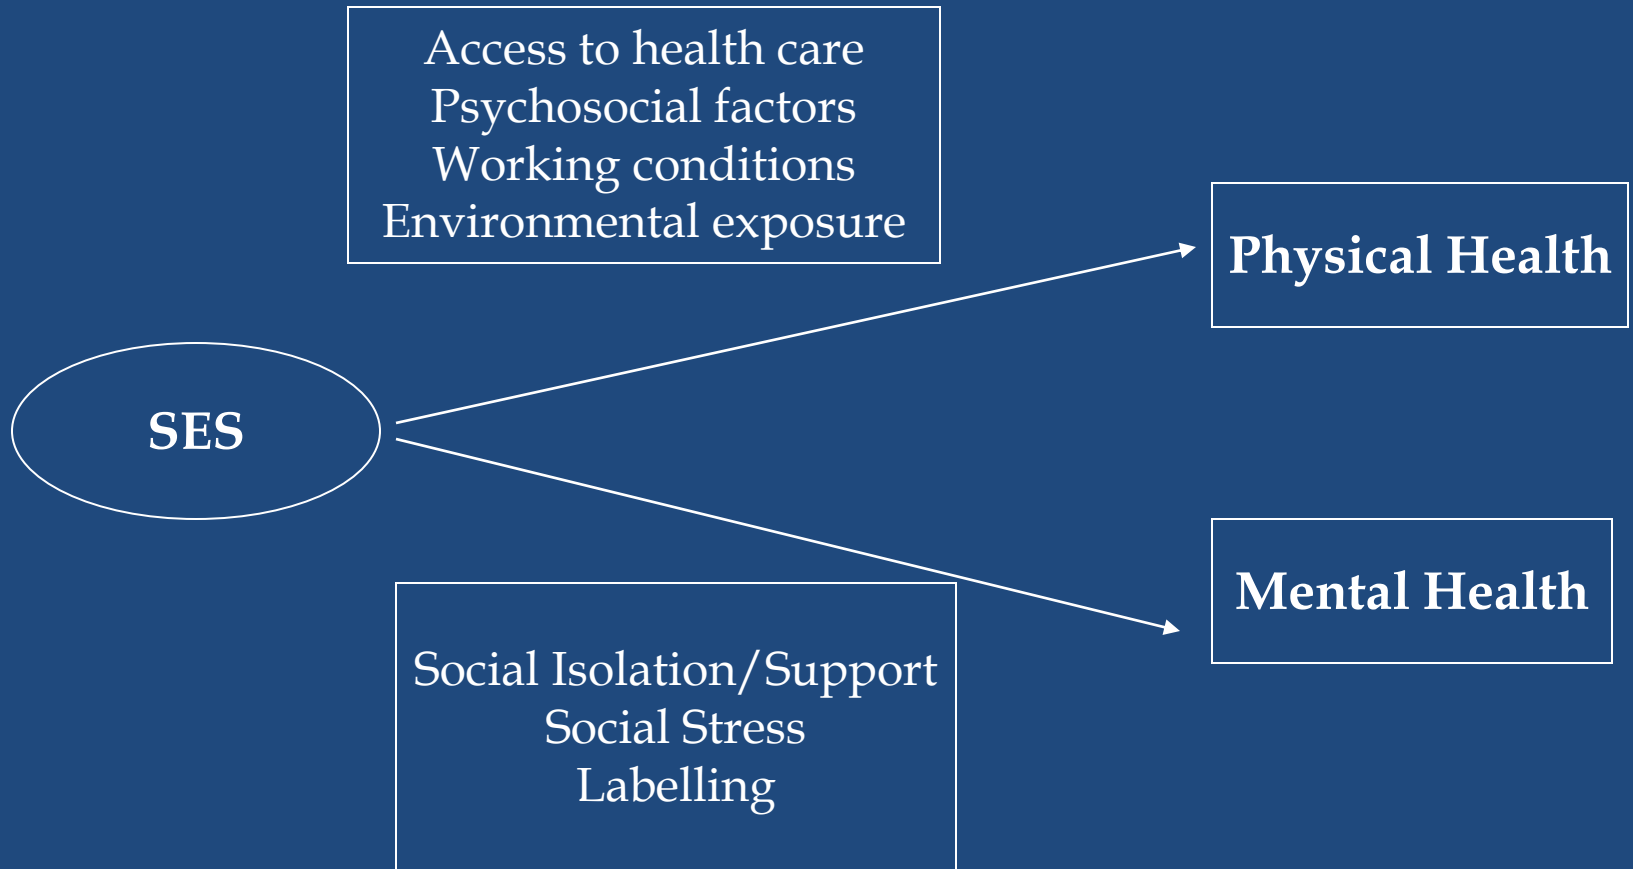 Access to health care
Psychosocial factors
Working conditions
Environmental exposure
Physical Health
SES
Mental Health
Social Isolation/Support
Social Stress
Labelling